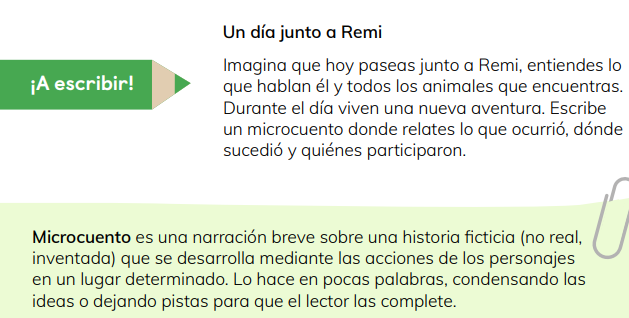 Un día junto a Remi
¡A escribir!
Imagina que hoy paseas junto a Remi, entiendes lo
que hablan él y todos los animales que encuentras.
Durante el día viven una nueva aventura. Escribe
un microcuento donde relates lo que ocurrió, dónde
sucedió y quiénes participaron.
Microcuento es una narración breve sobre una historia ficticia (no real,
inventada) que se desarrolla mediante las acciones de los personajes
en un lugar determinado. Lo hace en pocas palabras, condensando las
ideas o dejando pistas para que el lector las complete.